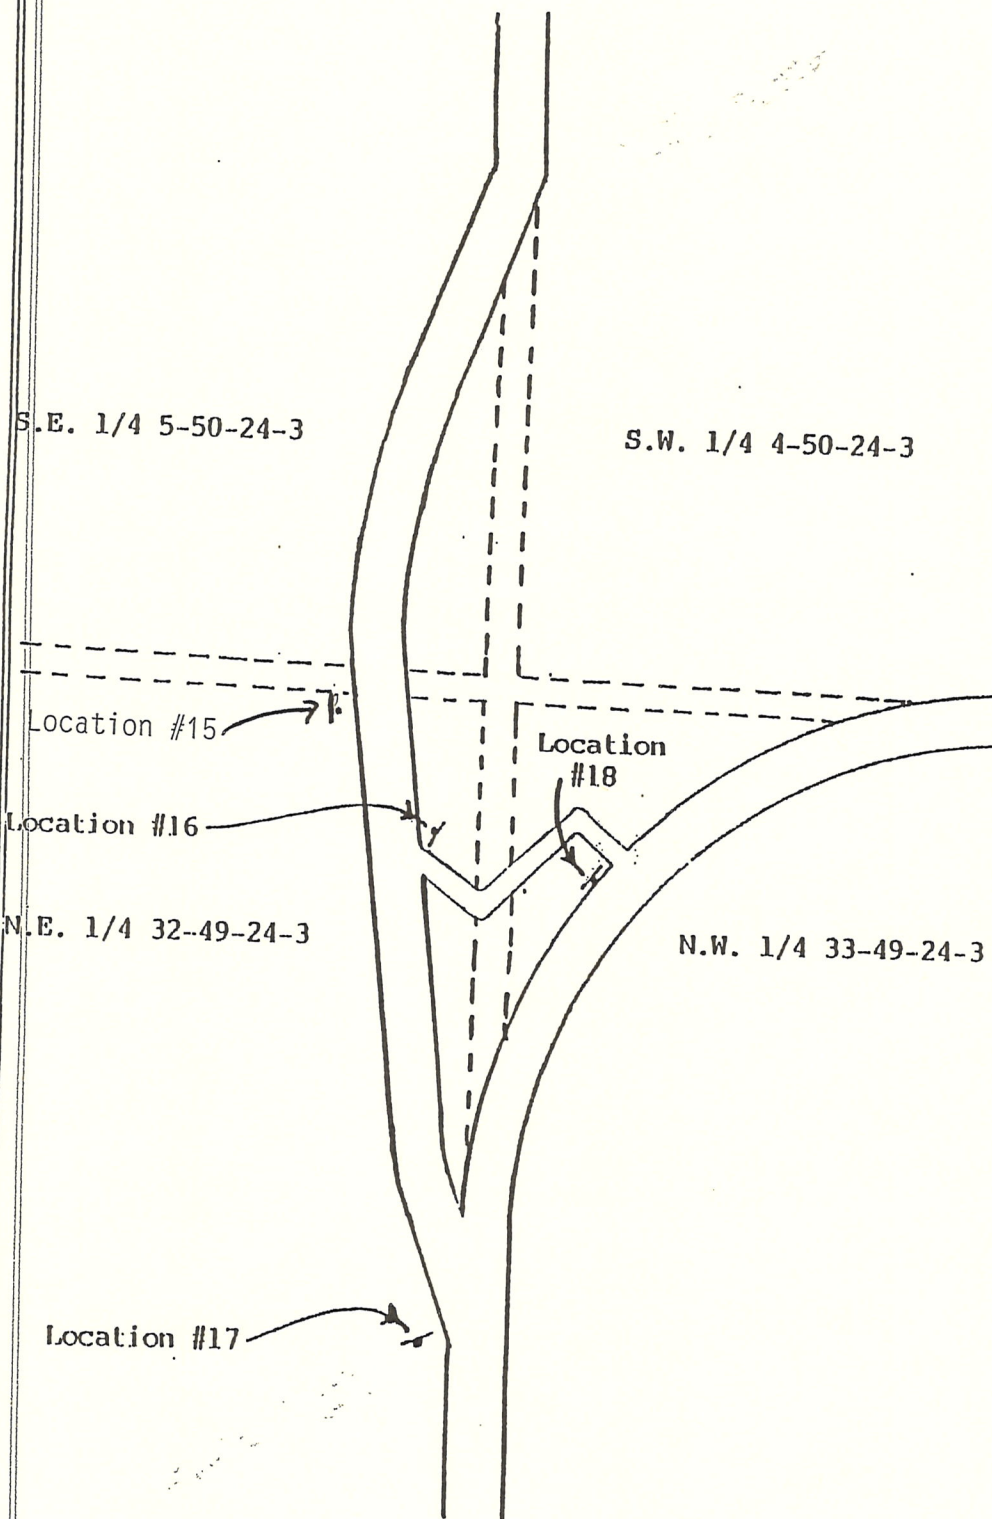 S.E. 1/4 5-50-24-3
S.W. 1/4 4-50-24-3
Location #15
Location
#18
Location #16
N.E. 1/4 32-49-24-3
N.W. 1/4 33-49-24-3
Location #17